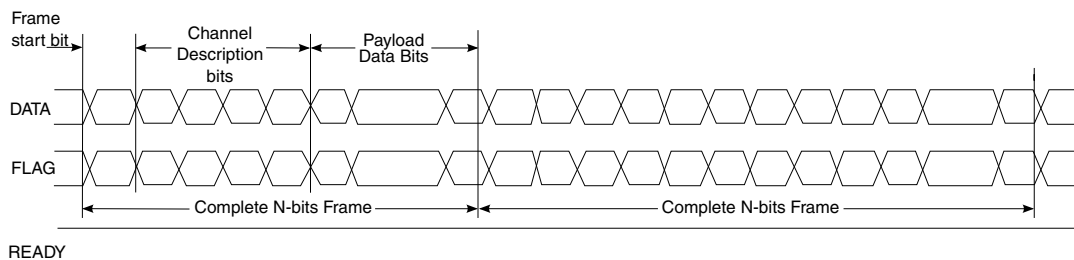 Frame
start bit
Channel
Description
bits
Payload
Data Bits
DATA
FLAG
Complete N-bits Frame
Complete N-bits Frame
READY